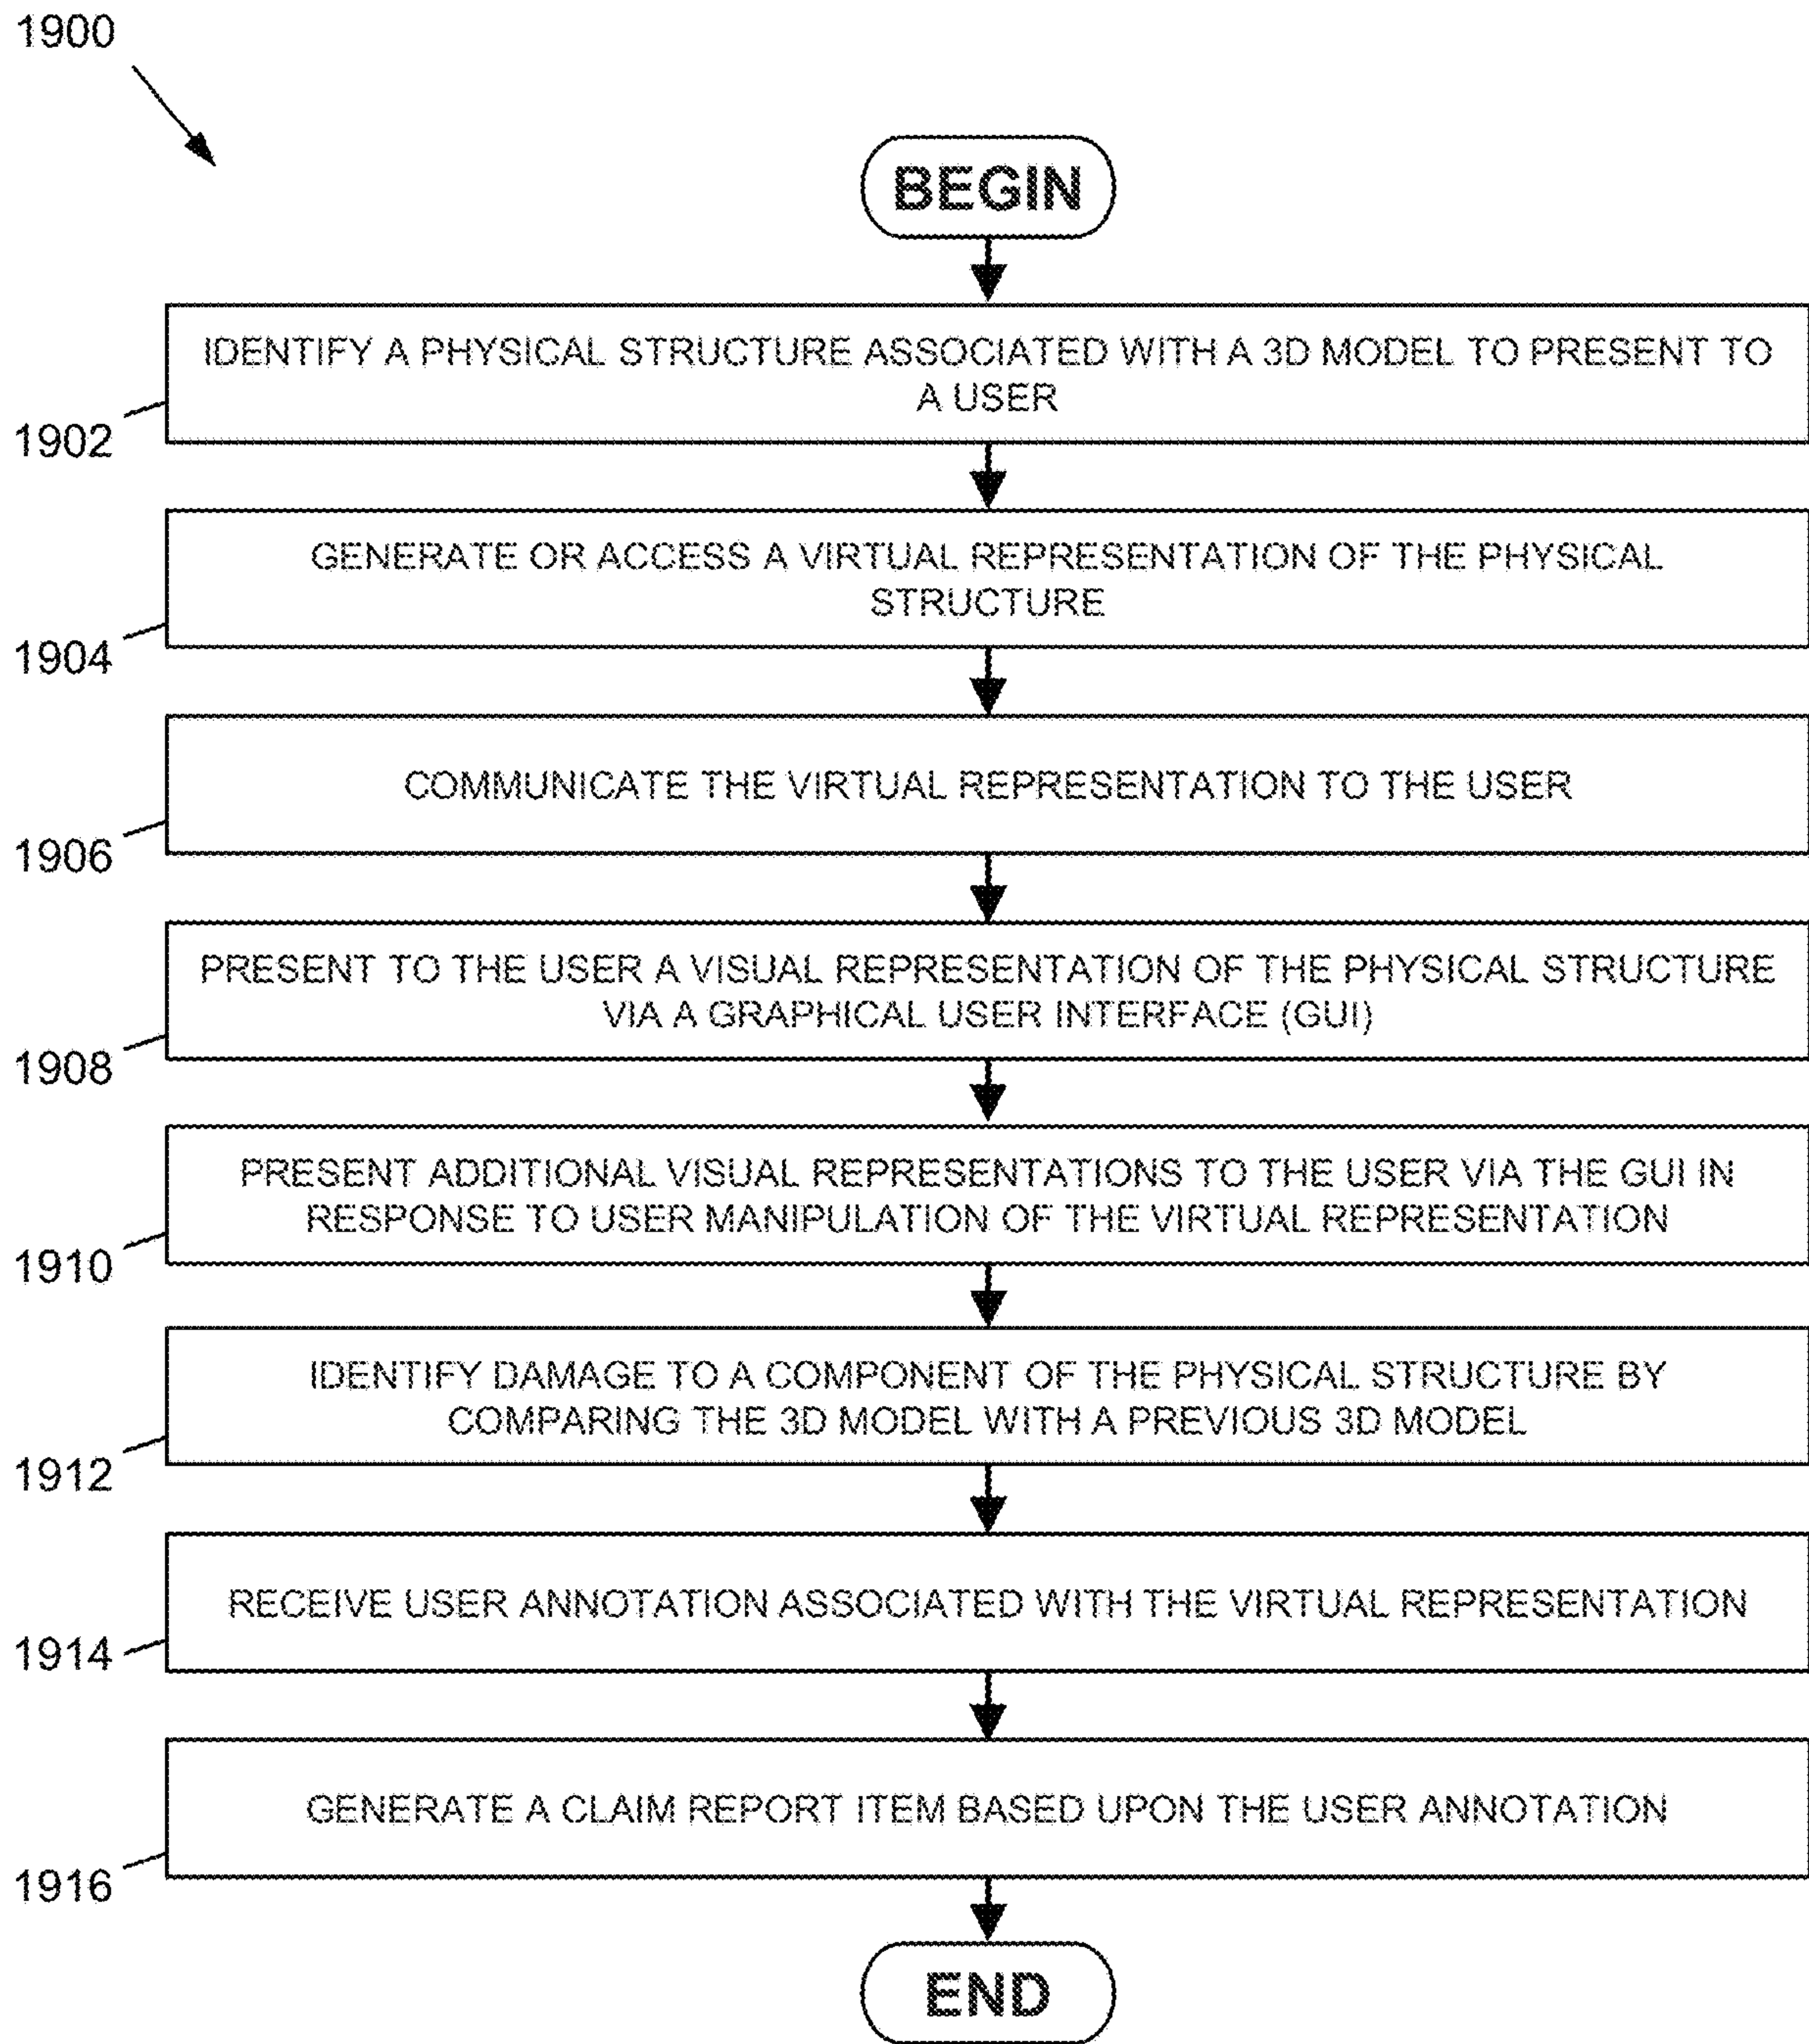 1900
BEGIN
IDENTIFY A PHYSICAL STRUCTURE ASSOCIATED WITH A 3D MODEL TO PRESENT TO
A USER
1902
GENERATE OR ACCESS A VIRTUAL REPRESENTATION OF THE PHYSICAL
STRUCTURE
1904
COMMUNICATE THE VIRTUAL REPRESENTATION TO THE USER
1906
PRESENT TO THE USER A VISUAL REPRESENTATION OF THE PHYSICAL STRUCTURE
VIA A GRAPHICAL USER INTERFACE (GUI)
1908
PRESENT ADDITIONAL VISUAL REPRESENTATIONS TO THE USER VIA THE GUI IN
RESPONSE TO USER MANIPULATION OF THE VIRTUAL REPRESENTATION
1910
IDENTIFY DAMAGE TO A COMPONENT OF THE PHYSICAL STRUCTURE BY
COMPARING THE 3D MODEL WITH A PREVIOUS 3D MODEL
1912
RECEIVE USER ANNOTATION ASSOCIATED WITH THE VIRTUAL REPRESENTATION
1914
GENERATE A CLAIM REPORT ITEM BASED UPON THE USER ANNOTATION
1916
END